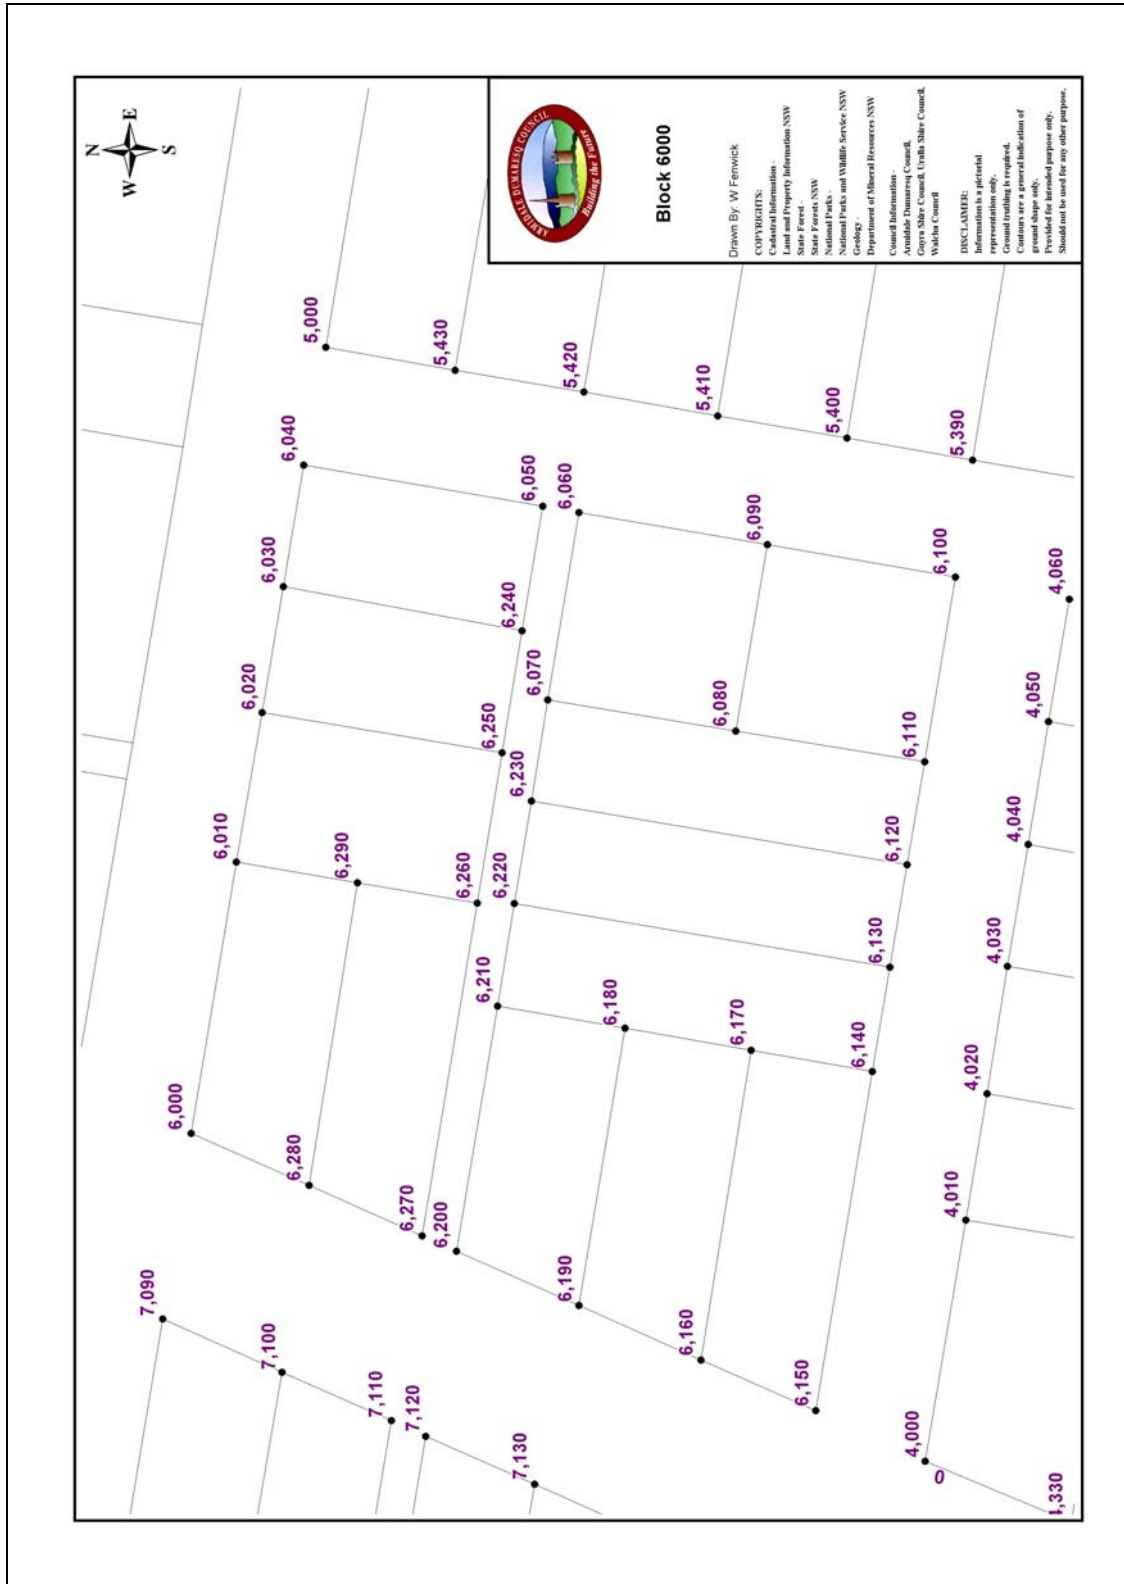 N
W
E
S
ARMIDALE DUMARESQ COUNCIL
Building the Future
Block 6000
Drawn By: W Fenwick
COPYRIGHTS:
Cadastral Information -
Land and Property Information NSW
State Forest -
State Forests NSW
National Parks -
National Parks and Wildlife Service NSW
Geology -
Department of Mineral Resources NSW
Council Information -
Armidale Dumaresq Council,
Guyra Shire Council, Uralla Shire Council,
Walcha Council
DISCLAIMER:
Information is a pictorial
representation only.
Ground truthing is required.
Contours are a general indication of
ground shape only.
Provided for intended purpose only.
Should not be used for any other purpose.
5,000
5,430
5,420
5,410
5,400
5,390
6,040
6,050
6,060
6,090
6,100
4,060
6,030
6,240
6,070
6,080
6,110
4,050
6,020
6,250
6,230
6,120
4,040
6,010
6,290
6,260
6,220
6,130
4,030
6,210
6,180
6,170
6,140
4,020
6,000
6,280
6,270
6,200
6,190
6,160
6,150
4,010
7,090
7,100
7,110
7,120
7,130
4,000
0